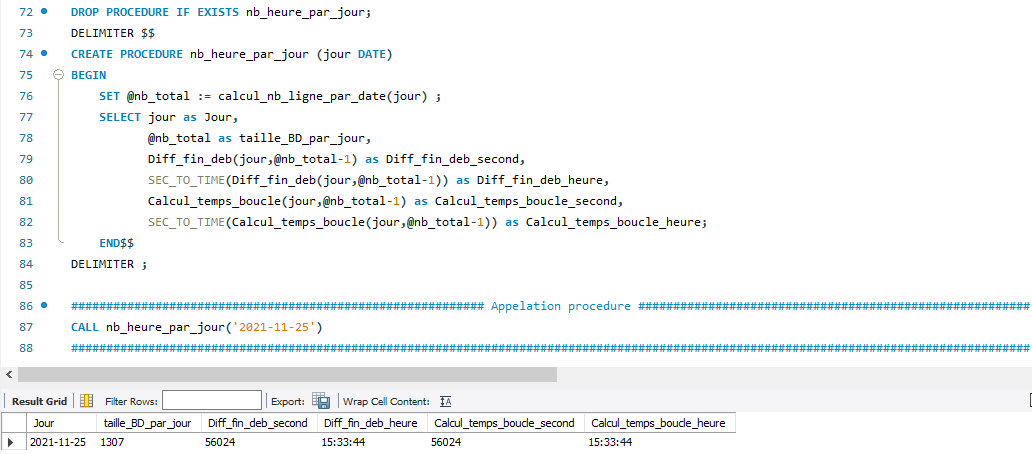 72 DROP PROCEDURE IF EXISTS nb_heure_par_jour;
73 DELIMITER $$
74 CREATE PROCEDURE nb_heure_par_jour (jour DATE)
75 BEGIN
76 SET @nb_total := calcul_nb_ligne_par_date(jour) ;
77 SELECT jour as Jour,
78 @nb_total as taille_BD_par_jour,
79 Diff_fin_deb(jour,@nb_total-1) as Diff_fin_deb_second,
80 SEC_TO_TIME(Diff_fin_deb(jour,@nb_total-1)) as Diff_fin_deb_heure,
81 Calcul_temps_boucle(jour,@nb_total-1) as Calcul_temps_boucle_second,
82 SEC_TO_TIME(Calcul_temps_boucle(jour,@nb_total-1)) as Calcul_temps_boucle_heure;
83 END$$
84 DELIMITER ;
85
86 ########################################################### Appelation procedure ########################################################
87 CALL nb_heure_par_jour('2021-11-25')
88 #########################################################################################################################################
Result Grid Filter Rows: Export: Wrap Cell Content: IA
Jour taille_BD_par_jour Diff_fin_deb_second Diff_fin_deb_heure Calcul_temps_boucle_second Calcul_temps_boucle_heure
2021-11-25 1307 56024 15:33:44 56024 15:33:44